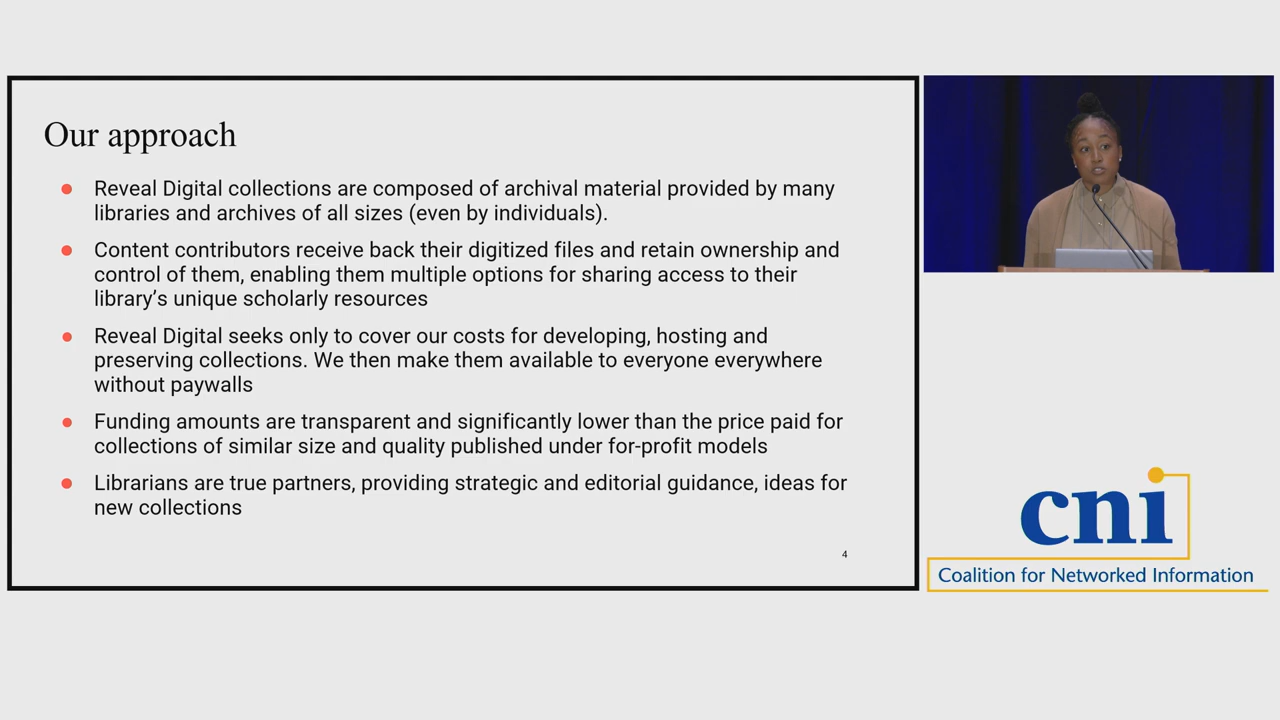 Our approach
Reveal Digital collections are composed of archival material provided by many
libraries and archives of all sizes (even by individuals).
Content contributors receive back their digitized files and retain ownership and
control of them, enabling them multiple options for sharing access to their
library’s unique scholarly resources
Reveal Digital seeks only to cover our costs for developing, hosting and
preserving collections. We then make them available to everyone everywhere
without paywalls
Funding amounts are transparent and significantly lower than the price paid for
collections of similar size and quality published under for-profit models
Librarians are true partners, providing strategic and editorial guidance, ideas for
new collections
4
cni
Coalition for Networked Information